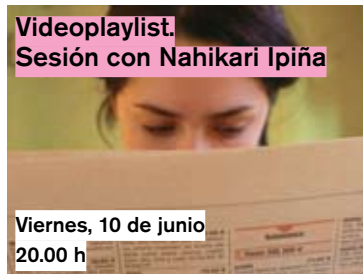 Videoplaylist.
Sesión con Nahikari Ipiña
Viernes, 10 de junio
20.00 h